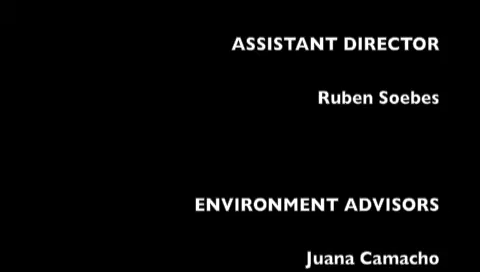 ASSISTANT DIRECTOR
Ruben Soebes
ENVIRONMENT ADVISORS
Juana Camacho